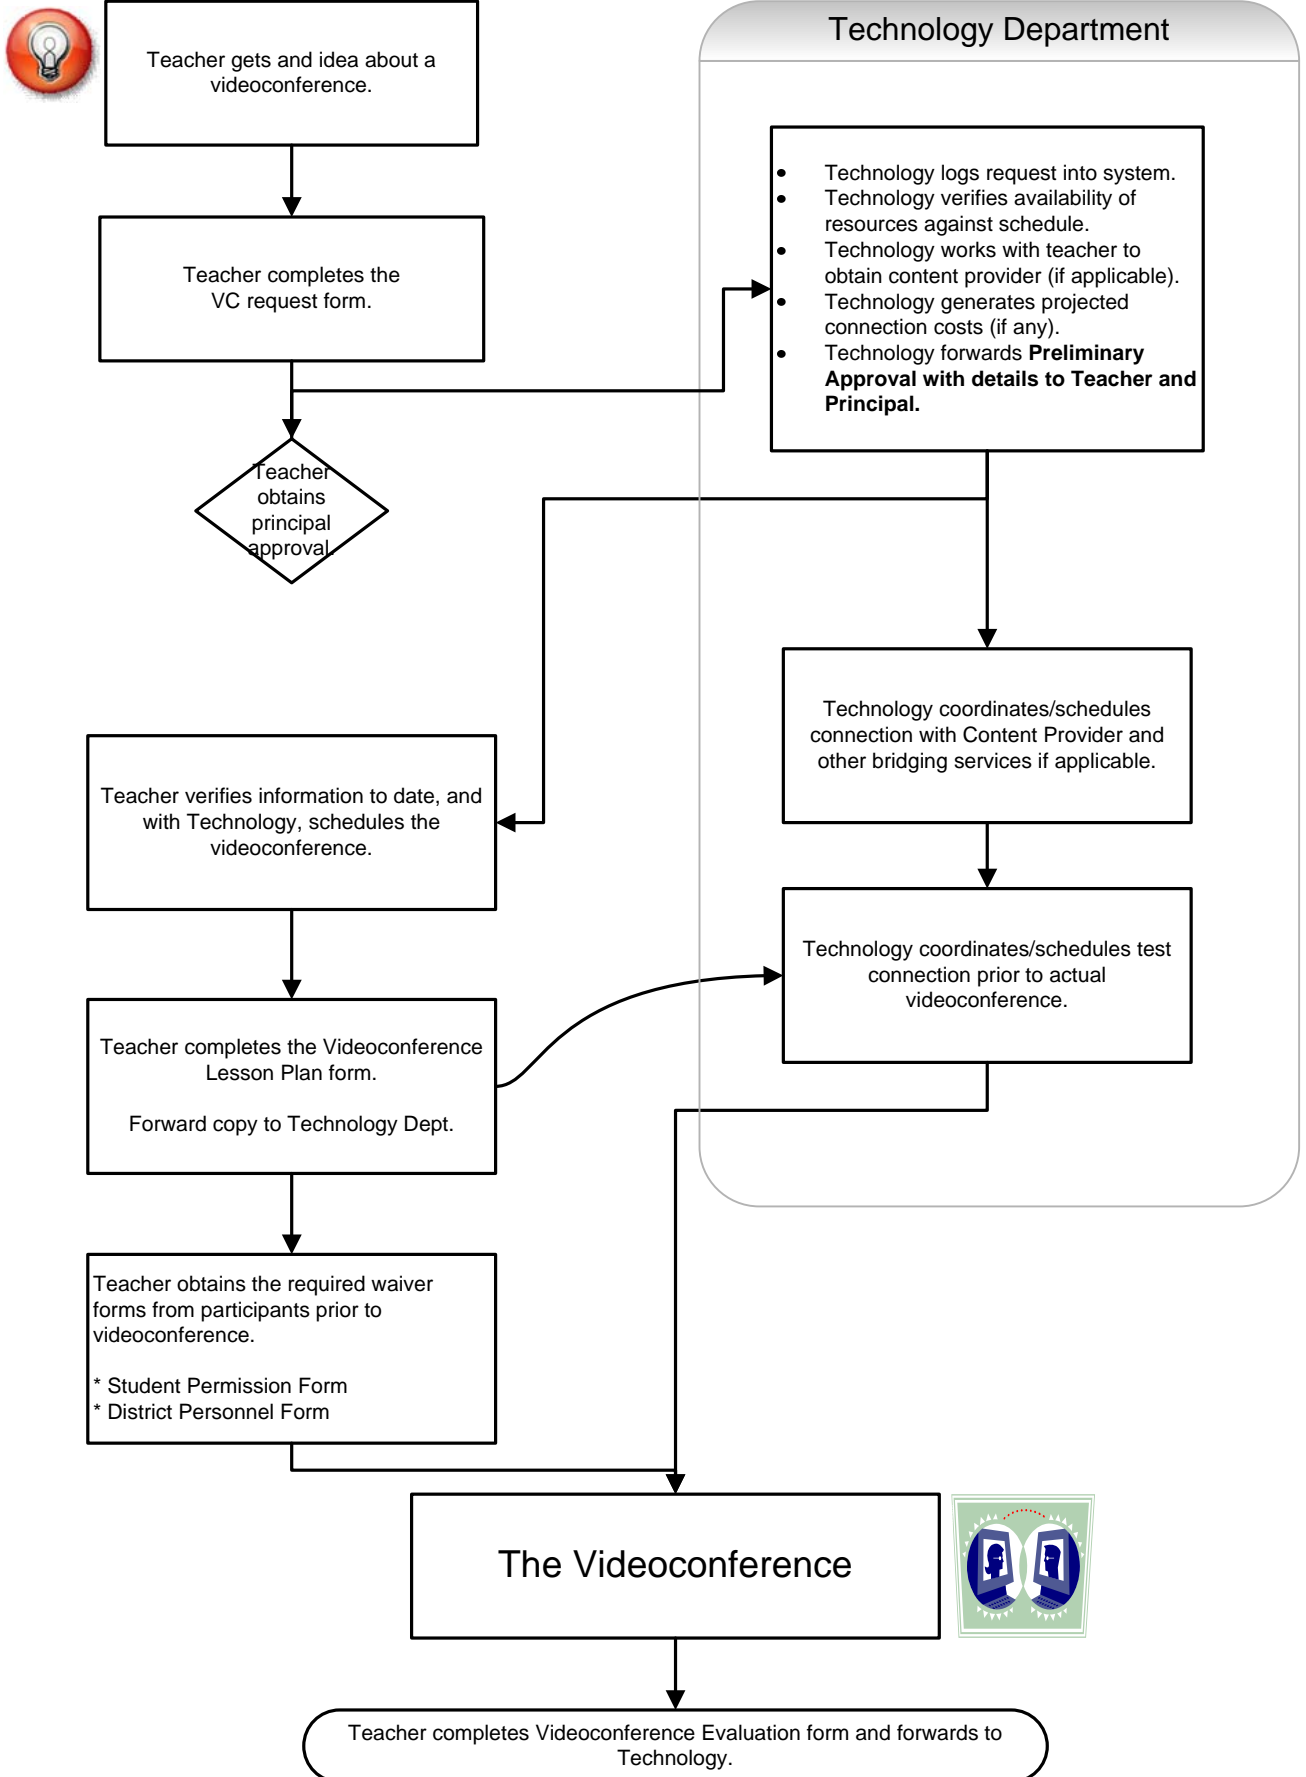 Teacher gets and idea about a
videoconference.
Technology Department
Teacher completes the
VC request form.
• Technology logs request into system.
• Technology verifies availability of
resources against schedule.
• Technology works with teacher to
obtain content provider (if applicable).
• Technology generates projected
connection costs (if any).
• Technology forwards Preliminary
Approval with details to Teacher and
Principal.
Teacher
obtains
principal
approval.
Technology coordinates/schedules
connection with Content Provider and
other bridging services if applicable.
Teacher verifies information to date, and
with Technology, schedules the
videoconference.
Technology coordinates/schedules test
connection prior to actual
videoconference.
Teacher completes the Videoconference
Lesson Plan form.
Forward copy to Technology Dept.
Teacher obtains the required waiver
forms from participants prior to
videoconference.
* Student Permission Form
* District Personnel Form
The Videoconference
Teacher completes Videoconference Evaluation form and forwards to
Technology.